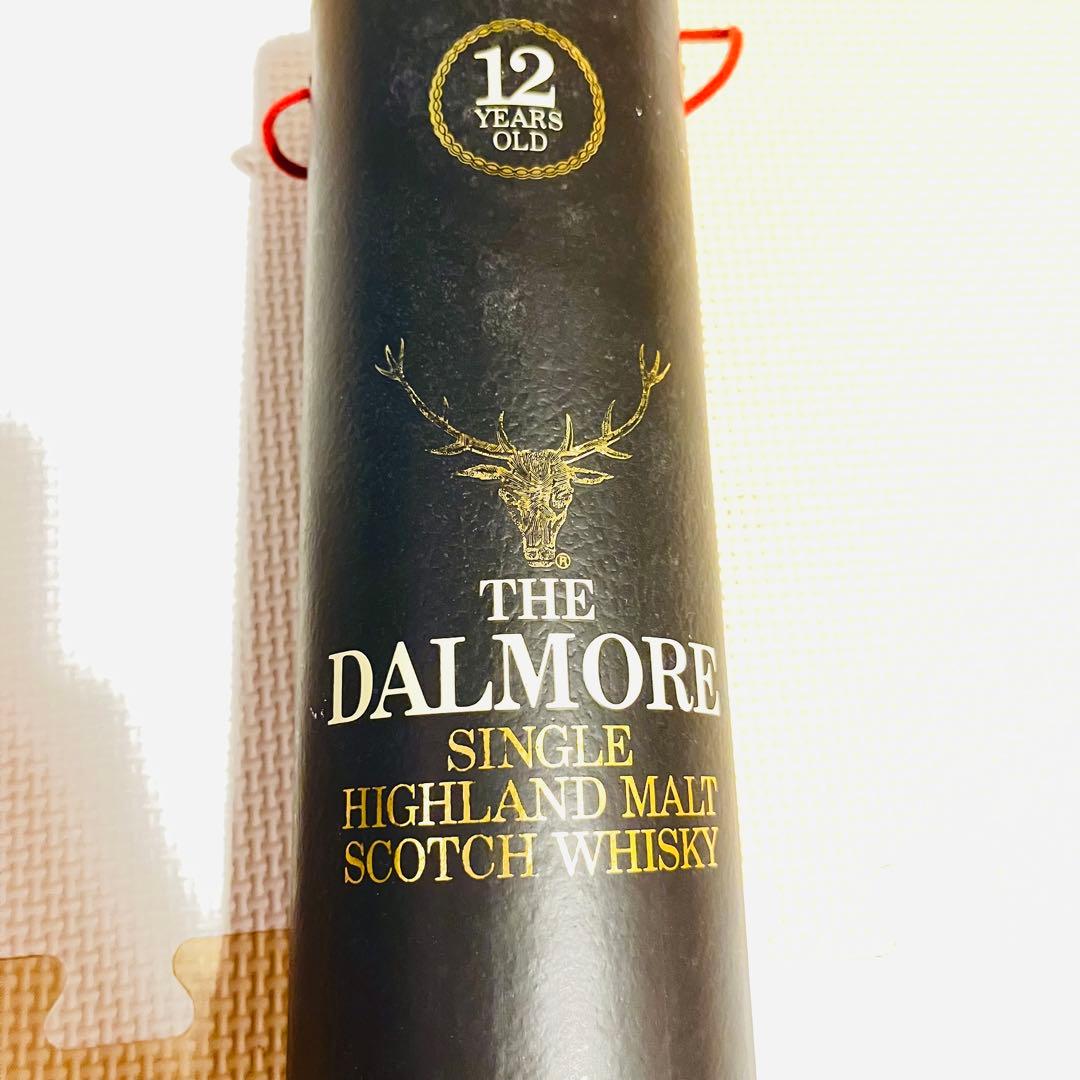 12
YEARS
OLD
®
THE
DALMORE
SINGLE
HIGHLAND MALT
SCOTCH WHISKY